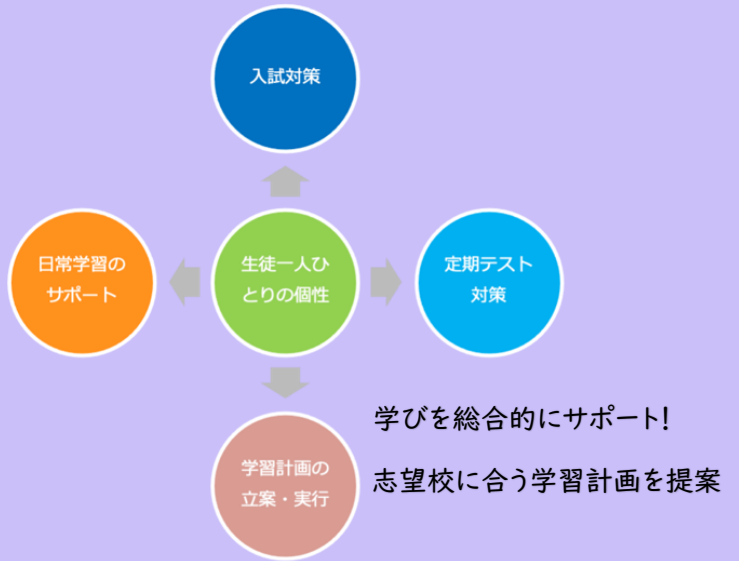 入試対策
日常学習の
サポート
生徒一人ひ
とりの個性
定期テスト
対策
学習計画の
立案・実行
学びを総合的にサポート!
志望校に合う学習計画を提案